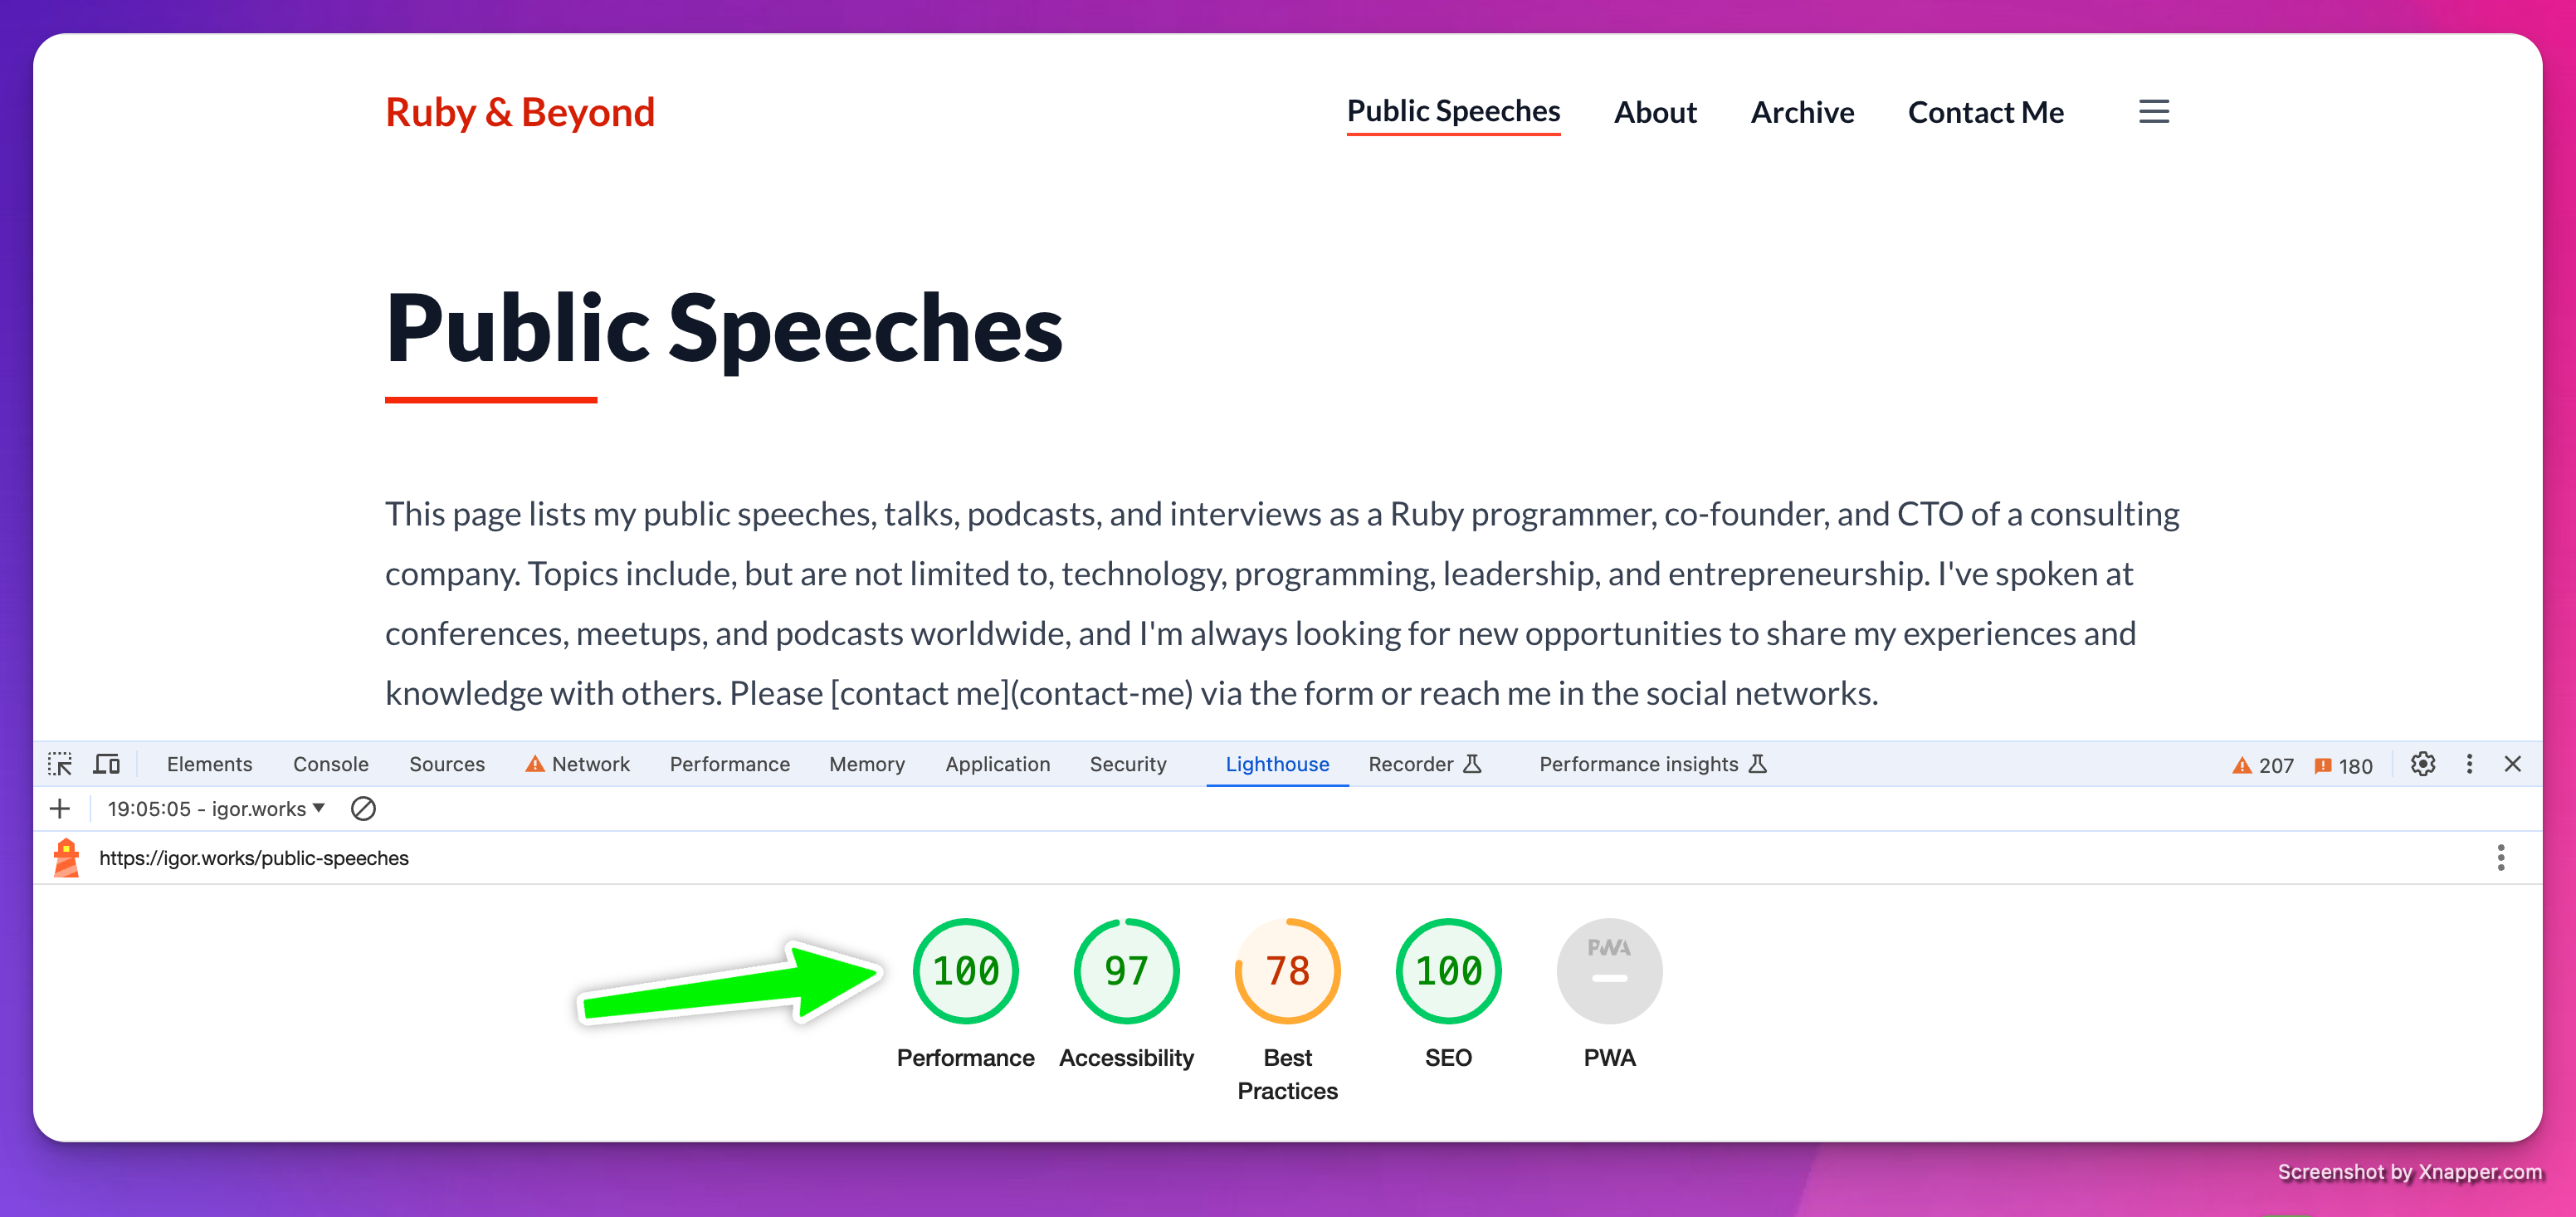 Ruby & Beyond
Public Speeches
About
Archive
Contact Me
Public Speeches
This page lists my public speeches, talks, podcasts, and interviews as a Ruby programmer, co-founder, and CTO of a consulting
company. Topics include, but are not limited to, technology, programming, leadership, and entrepreneurship. I've spoken at
conferences, meetups, and podcasts worldwide, and I'm always looking for new opportunities to share my experiences and
knowledge with others. Please [contact me](contact-me) via the form or reach me in the social networks.
Elements
Console
Sources
Network
Performance
Memory
Application
Security
Lighthouse
Recorder
Performance insights
207
180
19:05:05 - igor.works
https://igor.works/public-speeches
100
97
78
100
PWA
Performance
Accessibility
Best
Practices
SEO
PWA
Screenshot by Xnapper.com